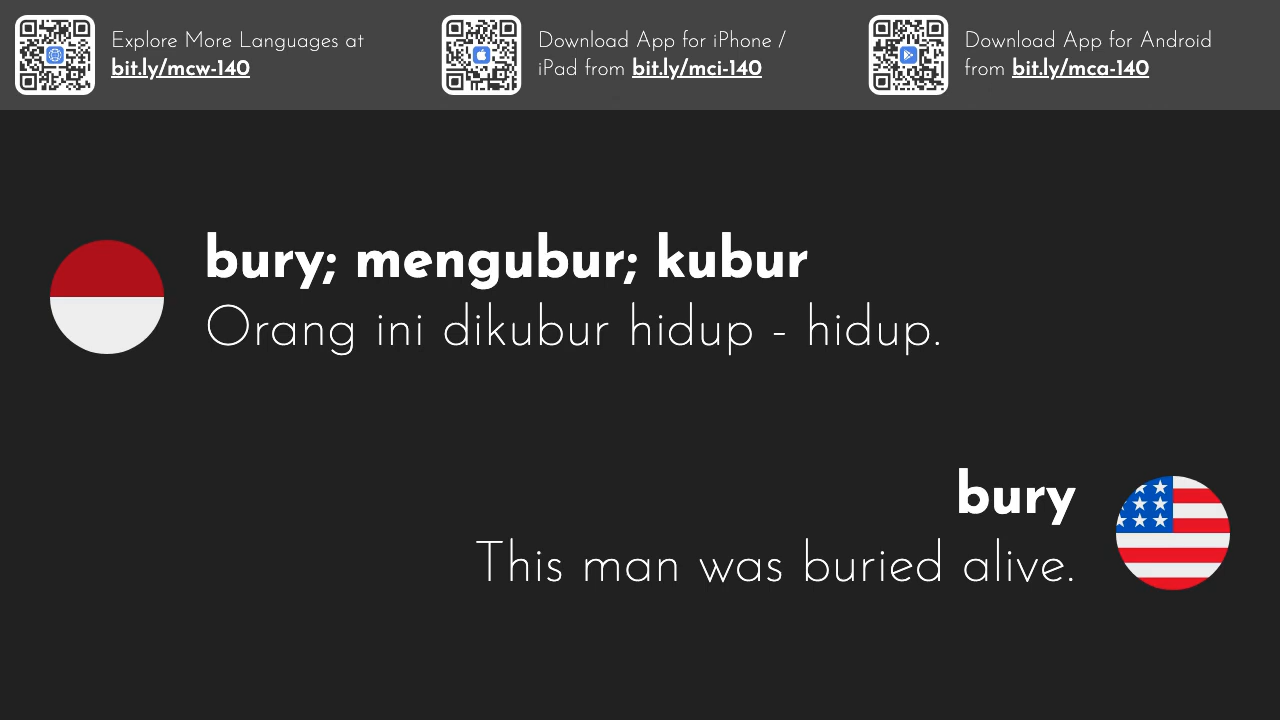 Explore More Languages at
bit.ly/mcw-140
Download App for iPhone /
iPad from bit.ly/mci-140
Download App for Android
from bit.ly/mca-140
bury; mengubur; kubur
Orang ini dikubur hidup - hidup.
bury
This man was buried alive.